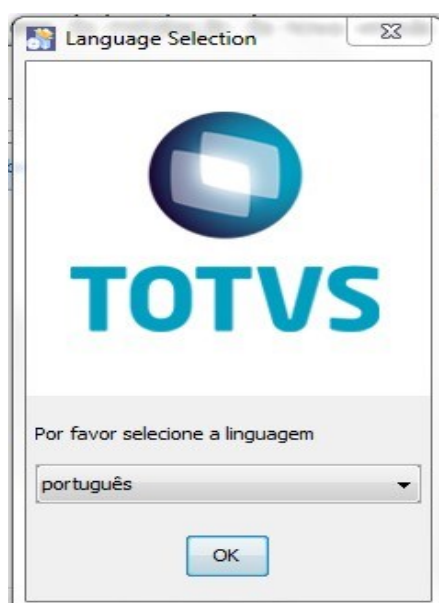 Language Selection
TOTVS
Por favor selecione a linguagem
português
OK